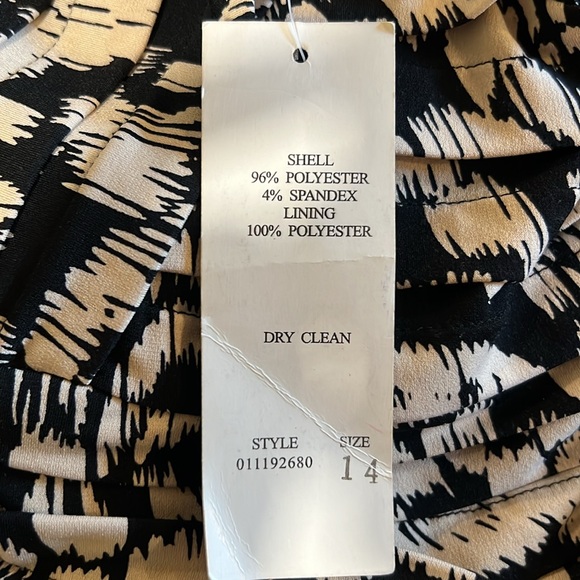 SHELL
96% POLYESTER
4% SPANDEX
LINING
100% POLYESTER
DRY CLEAN
STYLE SIZE
011192680 14